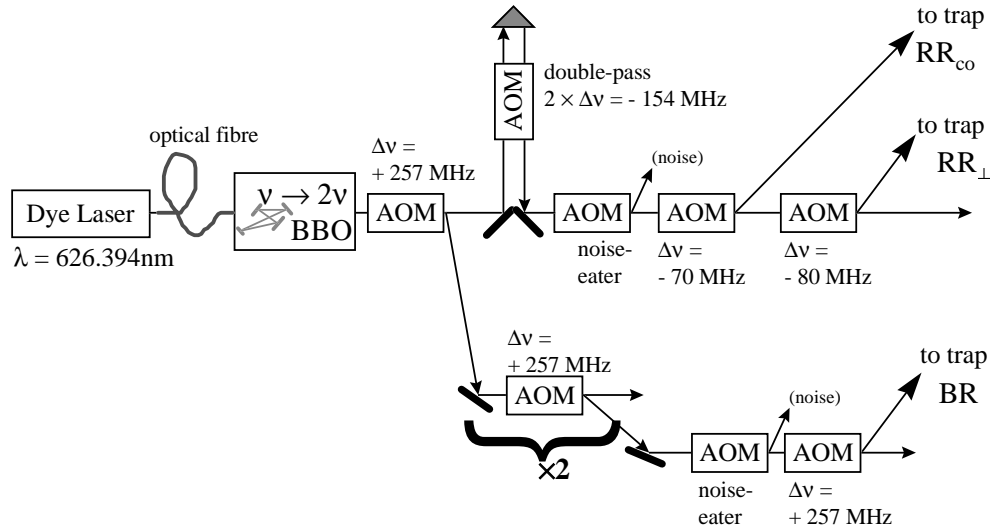 to trap
RR_co
AOM
double-pass
2 × Δν = - 154 MHz
optical fibre
Δν =
+ 257 MHz
(noise)
to trap
RR_⊥
Dye Laser
ν → 2ν
BBO
AOM
AOM
AOM
AOM
λ = 626.394nm
noise-
eater
Δν =
- 70 MHz
Δν =
- 80 MHz
Δν =
+ 257 MHz
AOM
×2
to trap
BR
(noise)
AOM
AOM
noise-
eater
Δν =
+ 257 MHz